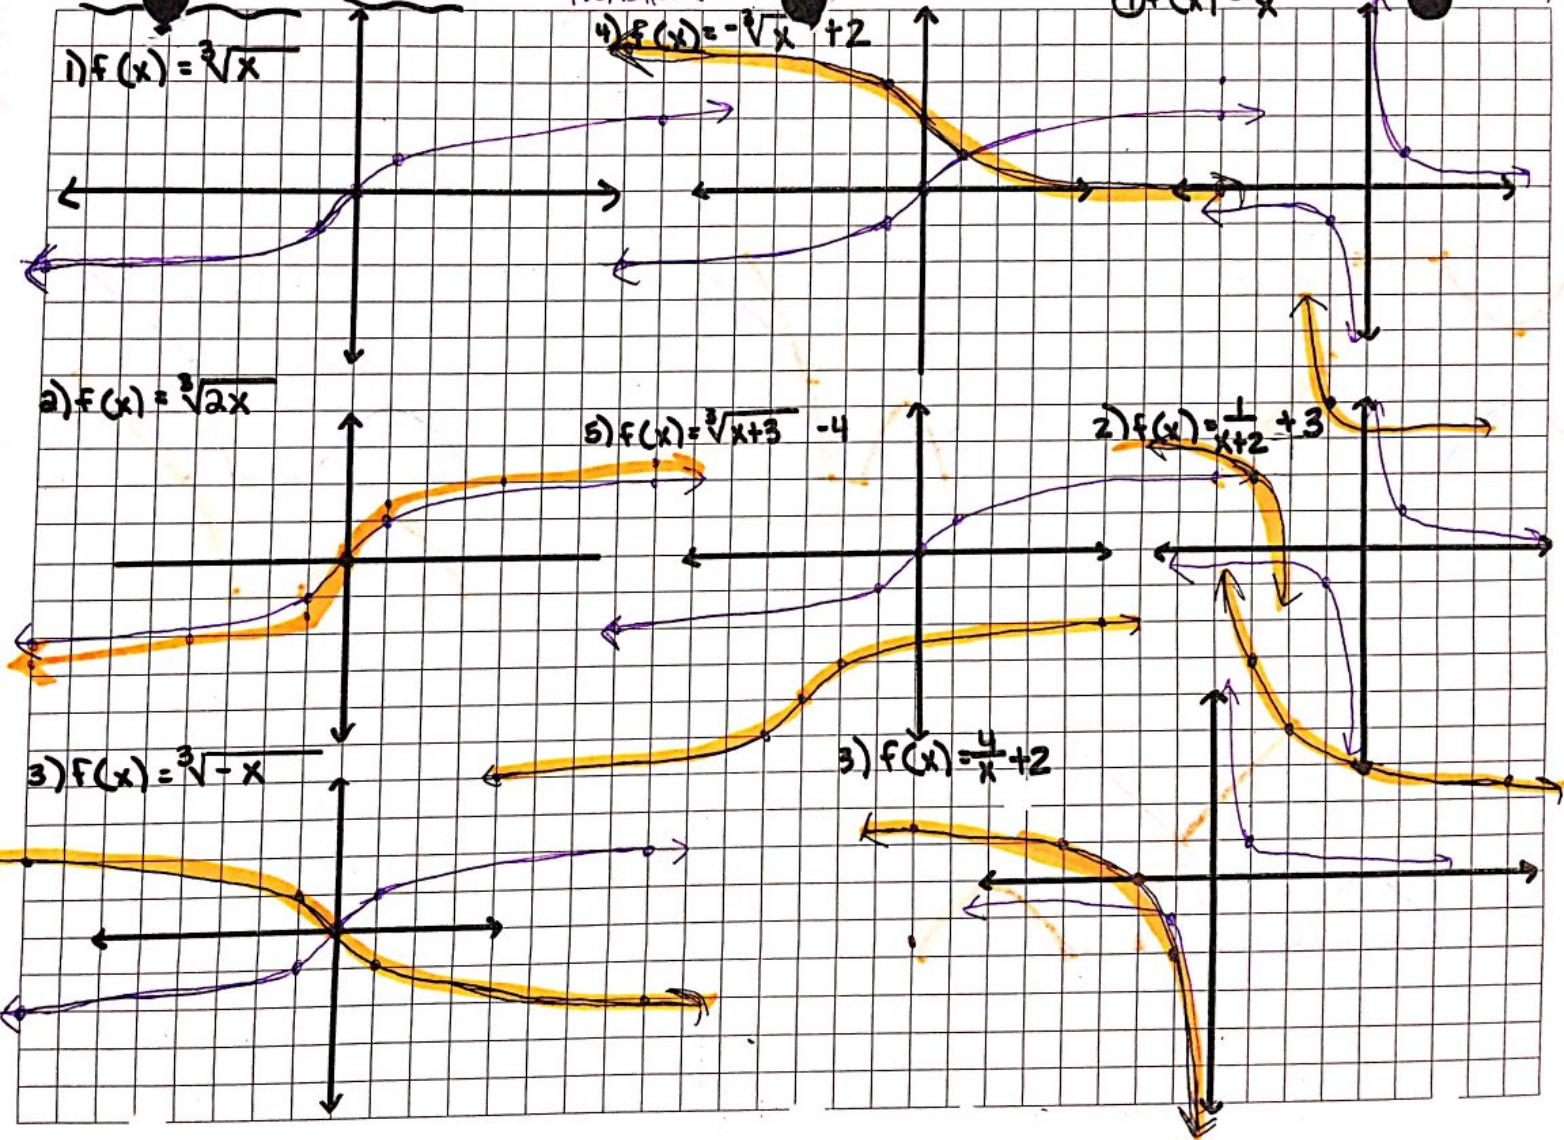 1) f(x) = ∛x
2) f(x) = ∛2x
3) f(x) = ∛-x
4) f(x) = -∛x +2
5) f(x) = ∛x+3 -4
2) f(x) = 1/x+2 +3
3) f(x) = 4/x +2